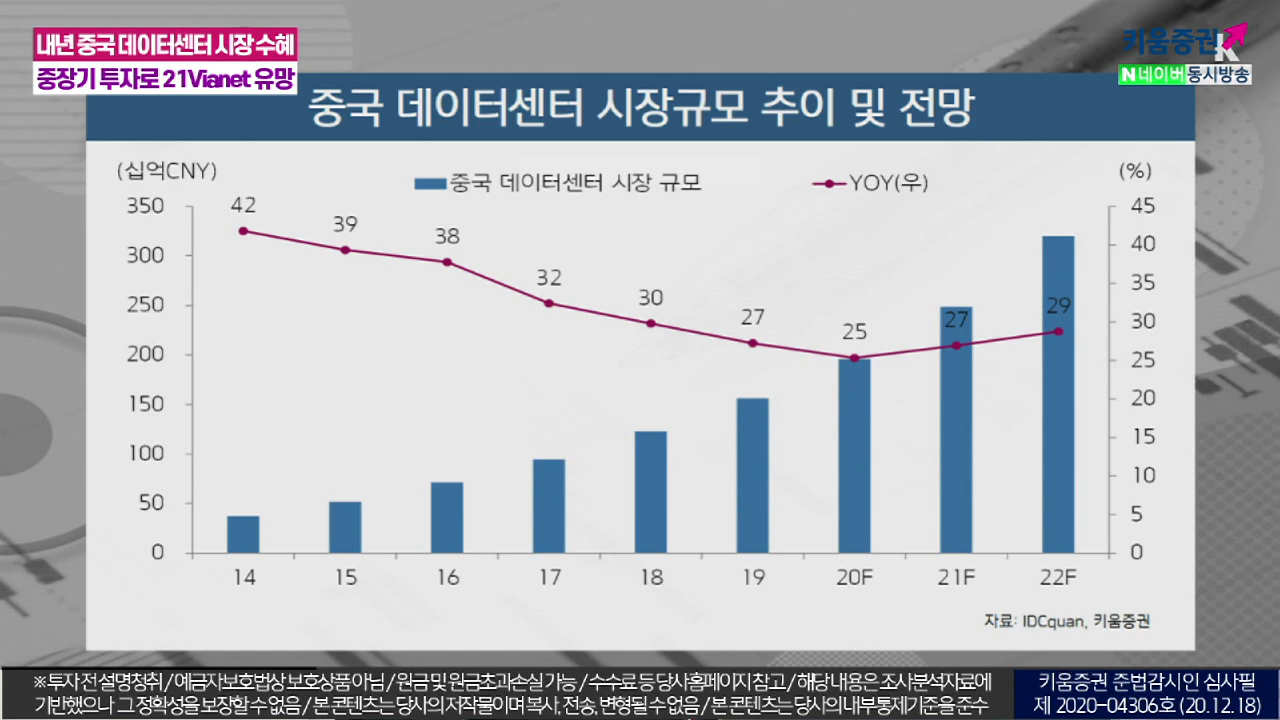 내년 중국 데이터센터 시장 수혜
중장기 투자로 21Vianet 유망
키움증권
N 네이버 동시방송
중국 데이터센터 시장규모 추이 및 전망
(십억CNY)
중국 데이터센터 시장 규모
YOY(우)
(%)
350
300
250
200
150
100
50
0
42
39
38
32
30
27
25
27
29
45
40
35
30
25
20
15
10
5
0
14
15
16
17
18
19
20F
21F
22F
자료: IDCquan, 키움증권
※ 투자 전 설명청취 / 예금자보호법상 보호상품 아님 / 원금 및 원금초과손실 가능 / 수수료 등 당사홈페이지 참고 / 해당 내용은 조사분석자료에
기반했으나 그 정확성을 보장할 수 없음 / 본 콘텐츠는 당사의 저작물이며 복사, 전송, 변형될 수 없음 / 본 콘텐츠는 당사의 내부통제기준을 준수
키움증권 준법감시인 심사필
제 2020-04306호 (20.12.18)